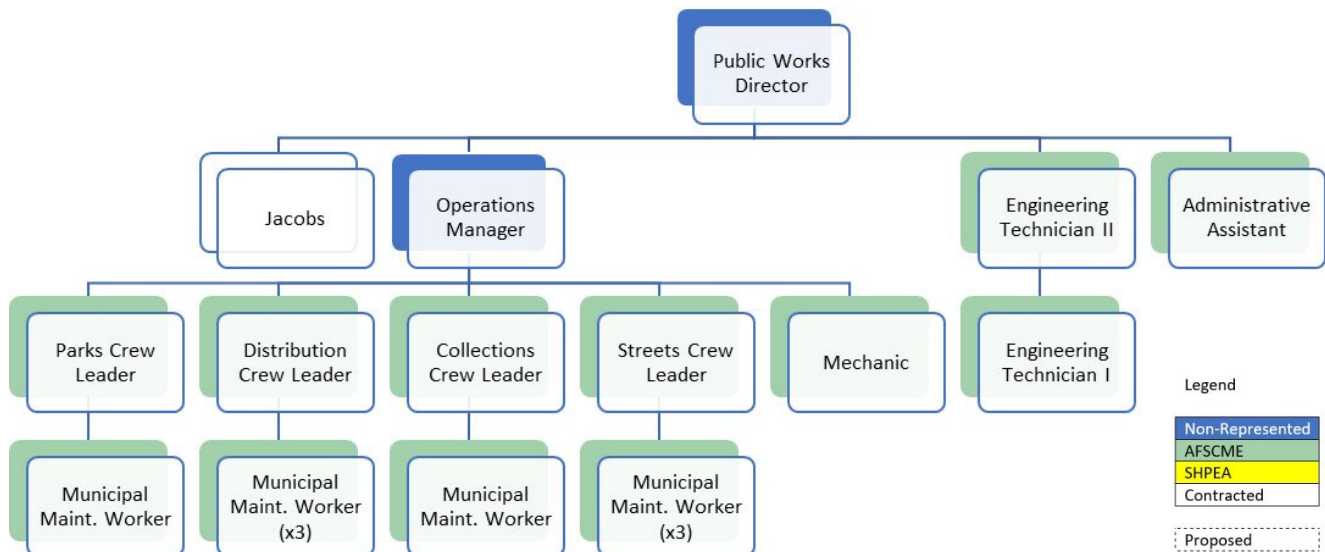 Public Works
Director
Jacobs
Operations
Manager
Engineering
Technician II
Administrative
Assistant
Parks Crew
Leader
Distribution
Crew Leader
Collections
Crew Leader
Streets Crew
Leader
Mechanic
Engineering
Technician I
Municipal
Maint. Worker
Municipal
Maint. Worker
(x3)
Municipal
Maint. Worker
Municipal
Maint. Worker
(x3)
Legend
Non-Represented
AFSCME
SHPEA
Contracted
Proposed